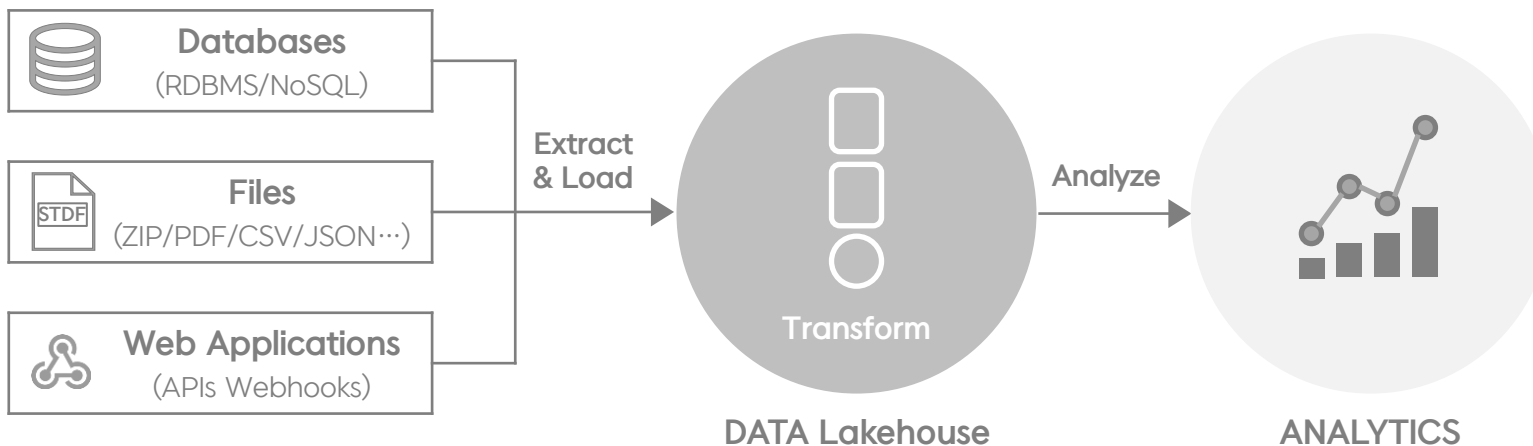 Databases
(RDBMS/NoSQL)
STDF
Files
(ZIP/PDF/CSV/JSON…)
Web Applications
(APIs Webhooks)
Extract
& Load
Transform
DATA Lakehouse
Analyze
ANALYTICS